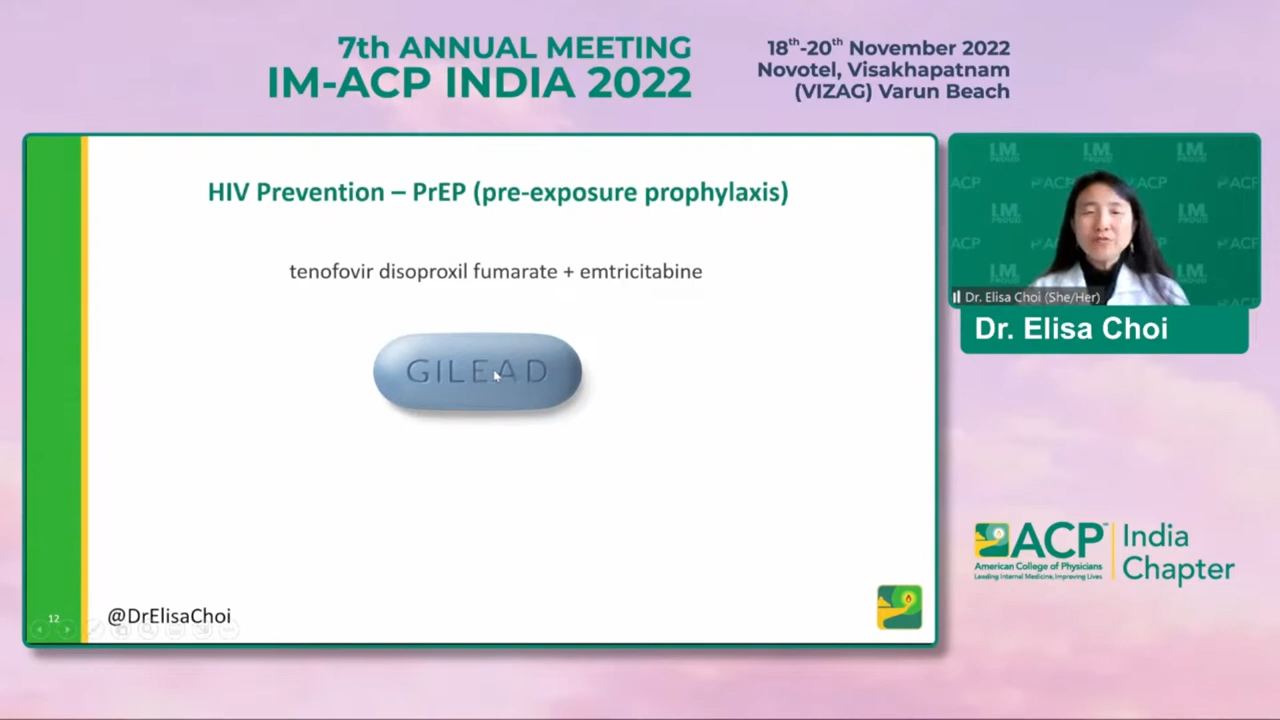 7th ANNUAL MEETING
IM-ACP INDIA 2022
18th-20th November 2022
Novotel, Visakhapatnam
(VIZAG) Varun Beach
HIV Prevention – PrEP (pre-exposure prophylaxis)
tenofovir disoproxil fumarate + emtricitabine
GILEAD
12
@DrElisaChoi
I.M. PROUD
ACP
Dr. Elisa Choi (She/Her)
Dr. Elisa Choi
ACP™
American College of Physicians
Leading Internal Medicine, Improving Lives
India
Chapter